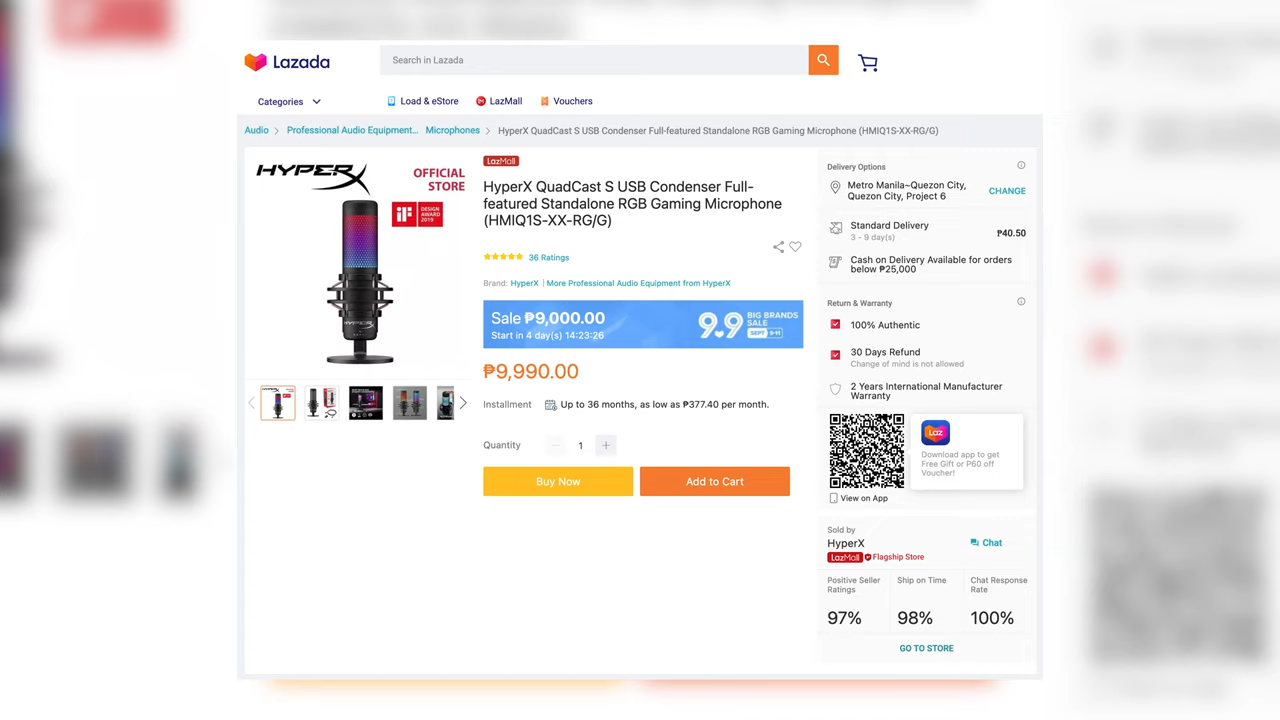 Lazada
Search in Lazada
Categories
Load & eStore
LazMall
Vouchers
Audio
Professional Audio Equipment...
Microphones
HyperX QuadCast S USB Condenser Full-featured Standalone RGB Gaming Microphone (HMIQ1S-XX-RG/G)
HYPERX
OFFICIAL
STORE
iF
DESIGN
AWARD
2019
HYPERX
LazMall
HyperX QuadCast S USB Condenser Full-
featured Standalone RGB Gaming Microphone
(HMIQ1S-XX-RG/G)
36 Ratings
Brand: HyperX | More Professional Audio Equipment from HyperX
Sale ₱9,000.00
Start in 4 day(s) 14:23:26
9.9
BIG BRANDS
SALE
SEPT 9-11
₱9,990.00
Installment
Up to 36 months, as low as ₱377.40 per month.
Quantity
1
Buy Now
Add to Cart
Delivery Options
Metro Manila~Quezon City,
Quezon City, Project 6
CHANGE
Standard Delivery
3 - 9 day(s)
₱40.50
Cash on Delivery Available for orders
below ₱25,000
Return & Warranty
100% Authentic
30 Days Refund
Change of mind is not allowed
2 Years International Manufacturer
Warranty
Laz
Download app to get
Free Gift or P60 off
Voucher!
View on App
Sold by
HyperX
Chat
LazMall Flagship Store
Positive Seller
Ratings
97%
Ship on Time
98%
Chat Response
Rate
100%
GO TO STORE